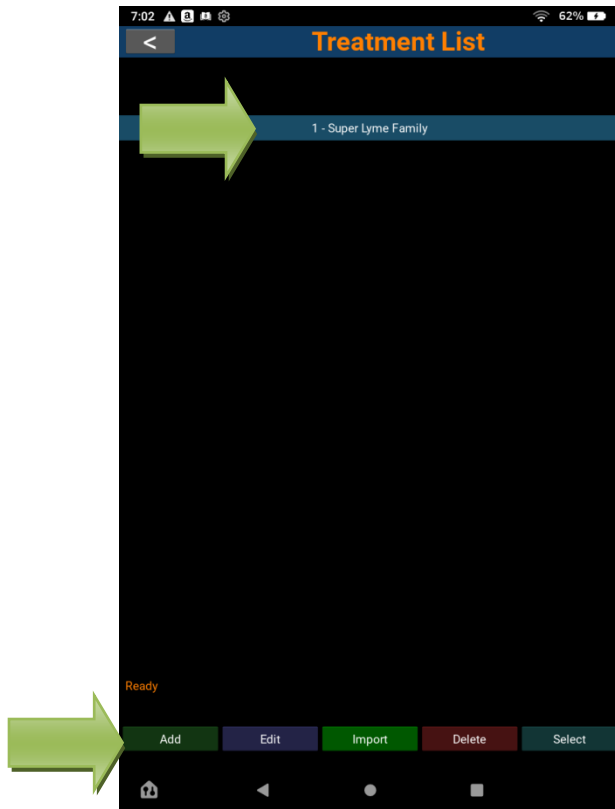 7:02 62%
<
Treatment List
1 - Super Lyme Family
Ready
Add Edit Import Delete Select